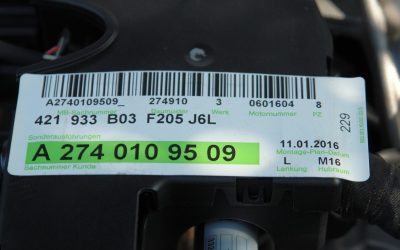 A2740109509_ 274910 3 0601604 8
MB-Sachnummer Baumuster Werk Motornummer PZ
421 933 B03 F205 J6L
229
Sonderausführungen
11.01.2016
Montage-Plan-Datum
A 274 010 95 09
L M16
Sachnummer Kunde Lenkung Hubraum